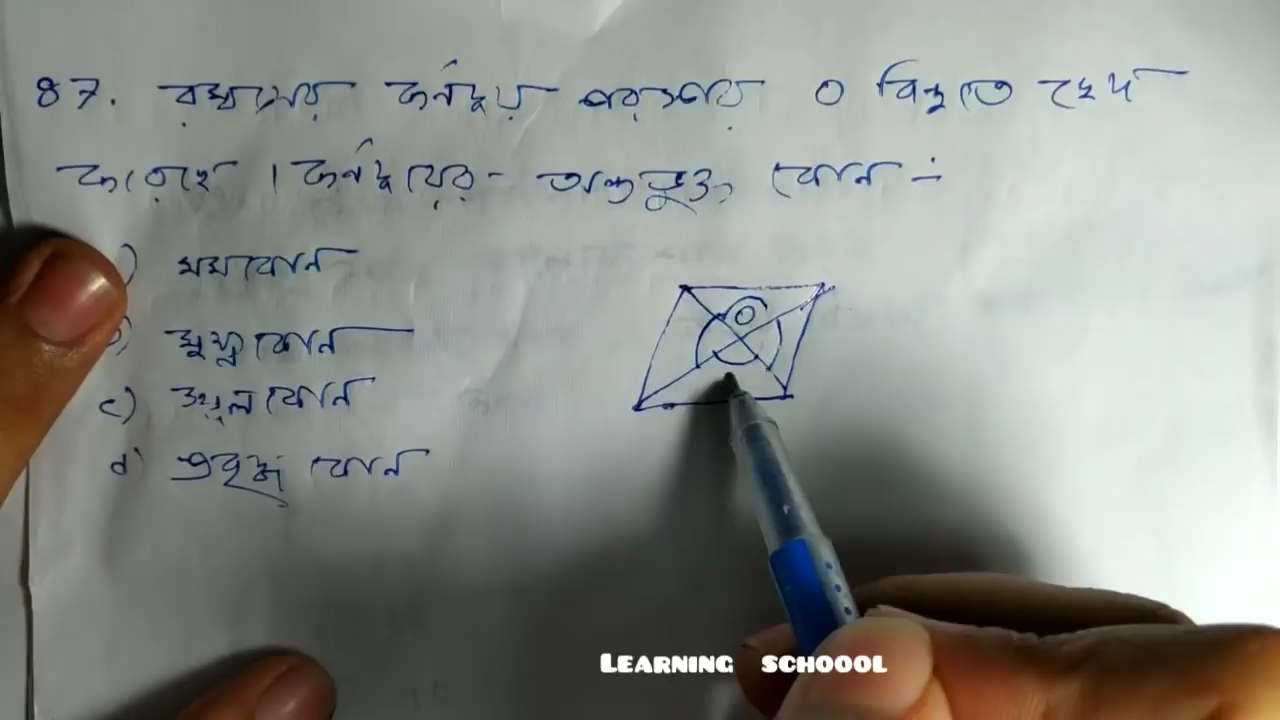 87. রম্বসের কর্ণদ্বয় পরস্পর O বিন্দুতে ছেদ
করেছে । কর্ণদ্বয়ের- অন্তর্ভুক্ত কোন :-
সমকোন
b) সূক্ষ্মকোন
c) স্থূলকোন
d) প্রবৃদ্ধ কোন
O
LEARNING SCHOOOL